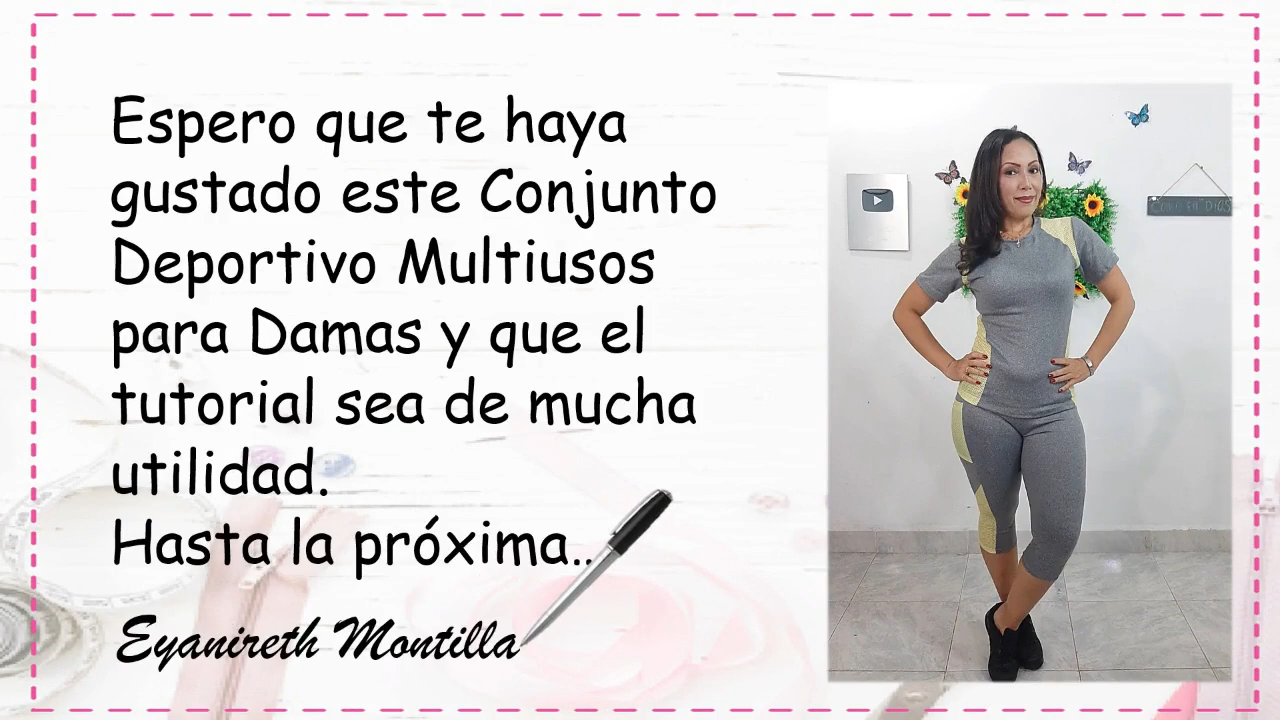 Espero que te haya
gustado este Conjunto
Deportivo Multiusos
para Damas y que el
tutorial sea de mucha
utilidad.
Hasta la próxima..
Eyanireth Montilla
DIOS